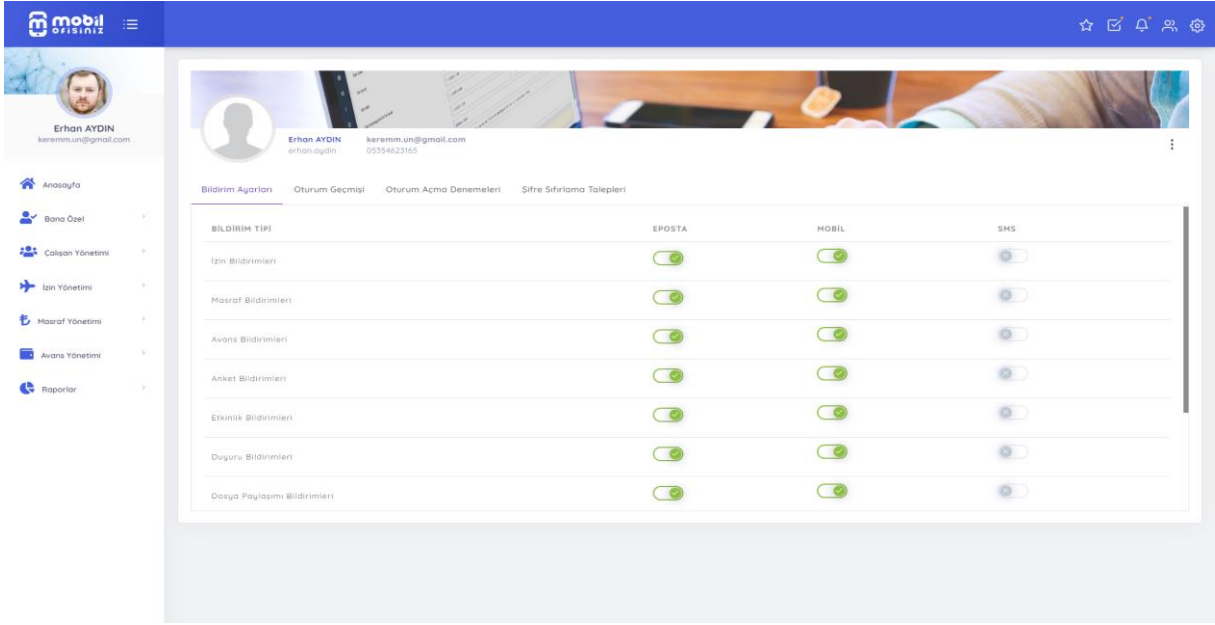 mobil
OFİSİNİZ
Erhan AYDIN
keremm.un@gmail.com
Anasayfa
Bana Özel
Çalışan Yönetimi
İzin Yönetimi
Masraf Yönetimi
Avans Yönetimi
Raporlar
Erhan AYDIN keremm.un@gmail.com
erhan.aydin 05354623165
Bildirim Ayarları Oturum Geçmişi Oturum Açma Denemeleri Şifre Sıfırlama Talepleri
BİLDİRİM TİPİ EPOSTA MOBİL SMS
İzin Bildirimleri
Masraf Bildirimleri
Avans Bildirimleri
Anket Bildirimleri
Etkinlik Bildirimleri
Duyuru Bildirimleri
Dosya Paylaşımı Bildirimleri